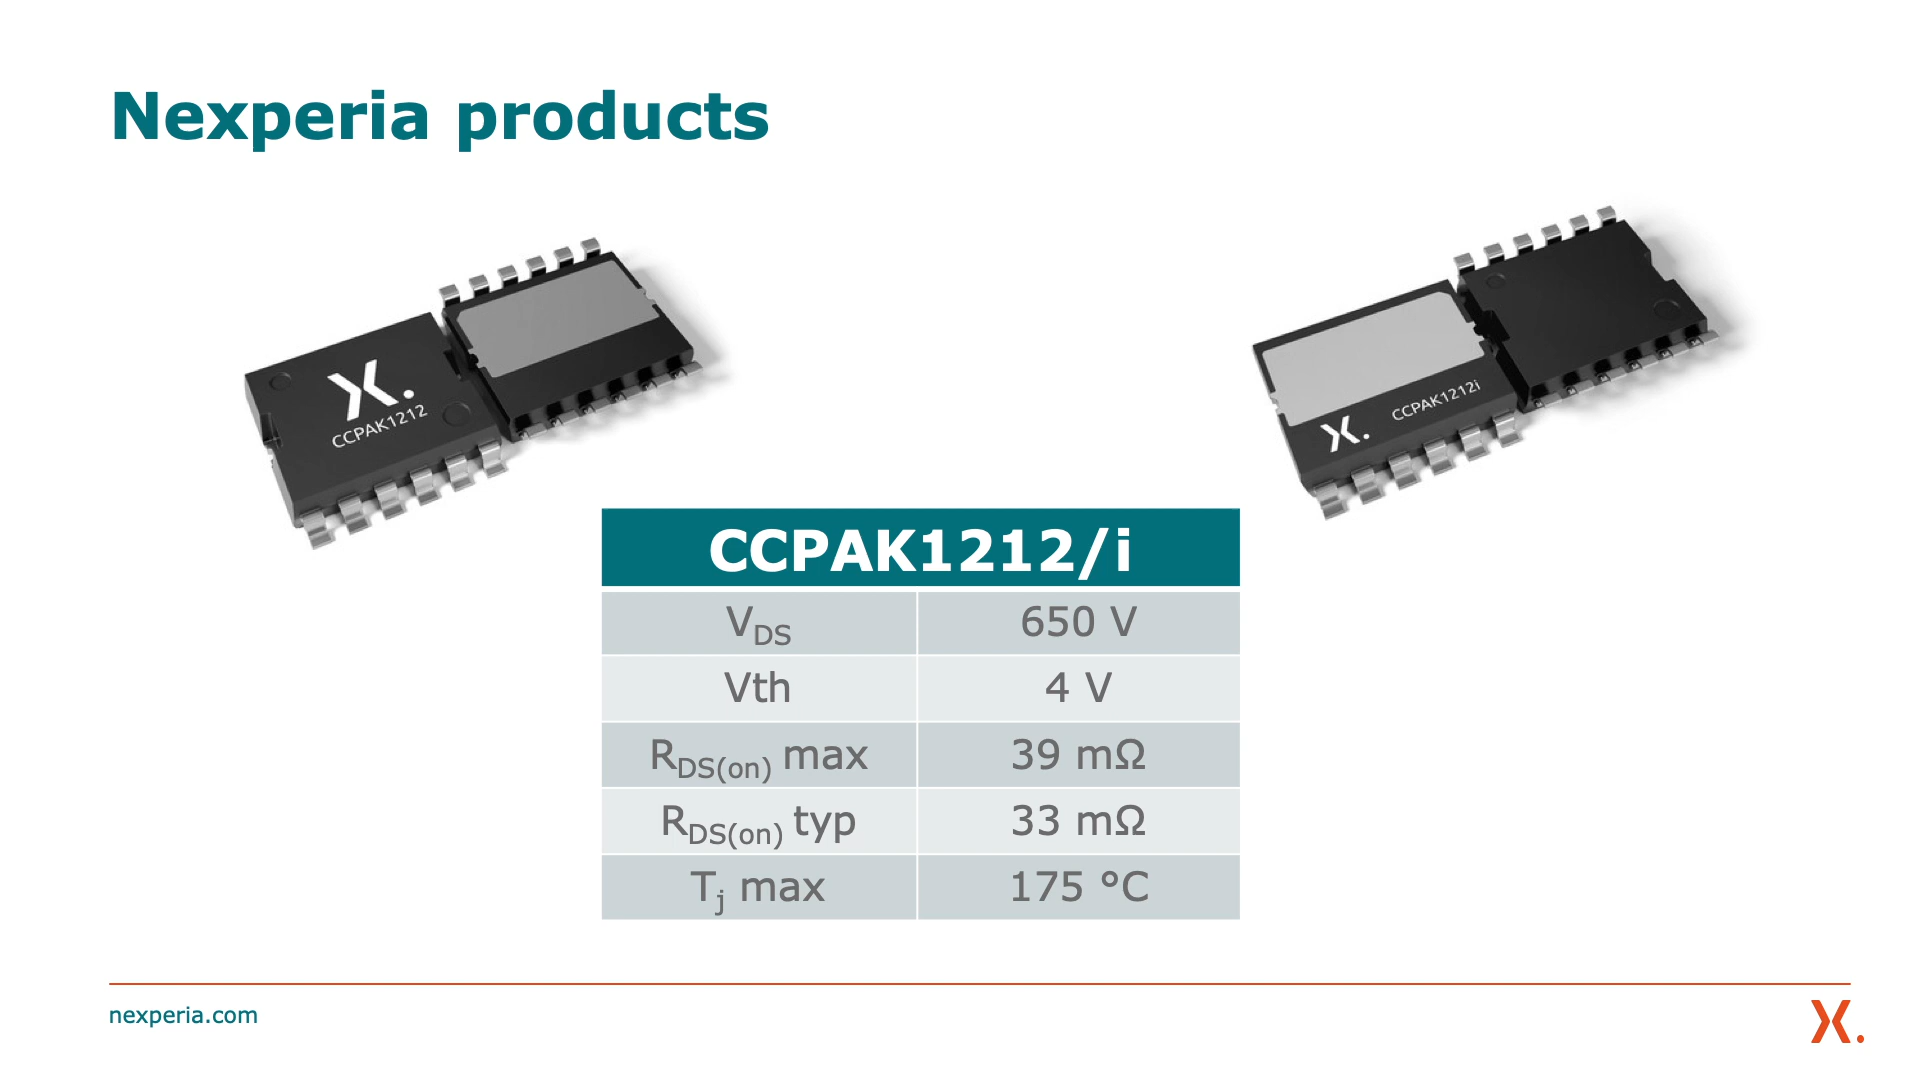 Nexperia products
CCPAK1212
CCPAK1212i
CCPAK1212/i
VDS 650 V
Vth 4 V
RDS(on) max 39 mΩ
RDS(on) typ 33 mΩ
Tj max 175 °C
nexperia.com